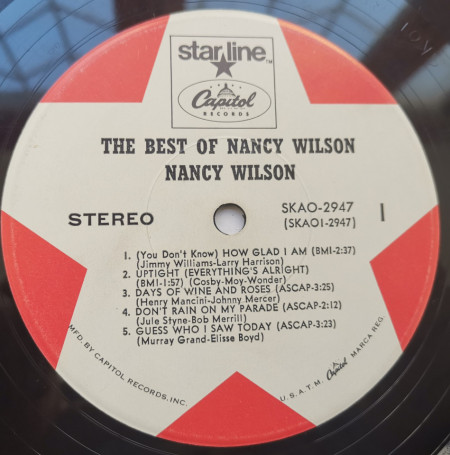 star line ™
Capitol
RECORDS
THE BEST OF NANCY WILSON
NANCY WILSON
STEREO
SKAO-2947
(SKAO1-2947)
1
1. (You Don't Know) HOW GLAD I AM (BMI-2:37)
(Jimmy Williams-Larry Harrison)
2. UPTIGHT (EVERYTHING'S ALRIGHT)
(BMI-1:57) (Cosby-Moy-Wonder)
3. DAYS OF WINE AND ROSES (ASCAP-3:25)
(Henry Mancini-Johnny Mercer)
4. DON'T RAIN ON MY PARADE (ASCAP-2:12)
(Jule Styne-Bob Merrill)
5. GUESS WHO I SAW TODAY (ASCAP-3:23)
(Murray Grand-Elisse Boyd)
MFD. BY CAPITOL RECORDS, INC.
U.S.A. T.M. Capitol MARCA REG.